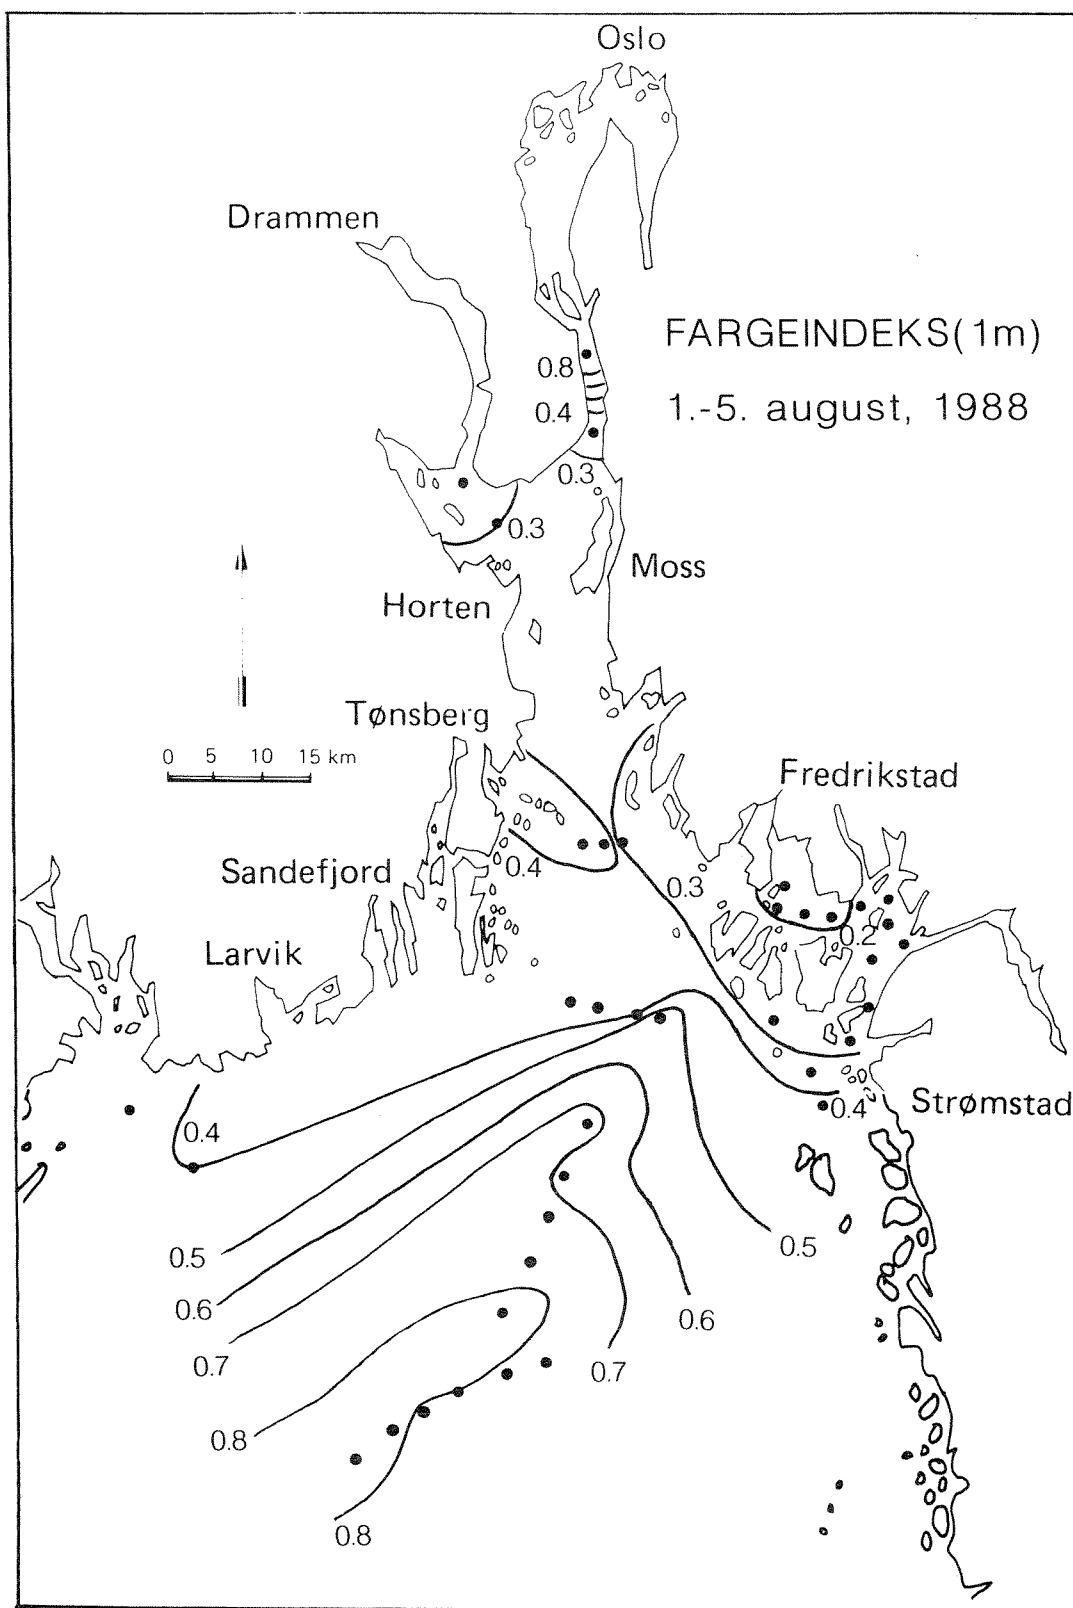 Oslo
Drammen
FARGEINDEKS(1m)
0.8
1.-5. august, 1988
0.4
0.3
0.3
Moss
Horten
Tønsberg
0 5 10 15 km
Fredrikstad
0.4
Sandefjord
0.3
0.2
Larvik
Strømstad
0.4
0.4
0.5
0.5
0.6
0.6
0.7
0.7
0.8
0.8